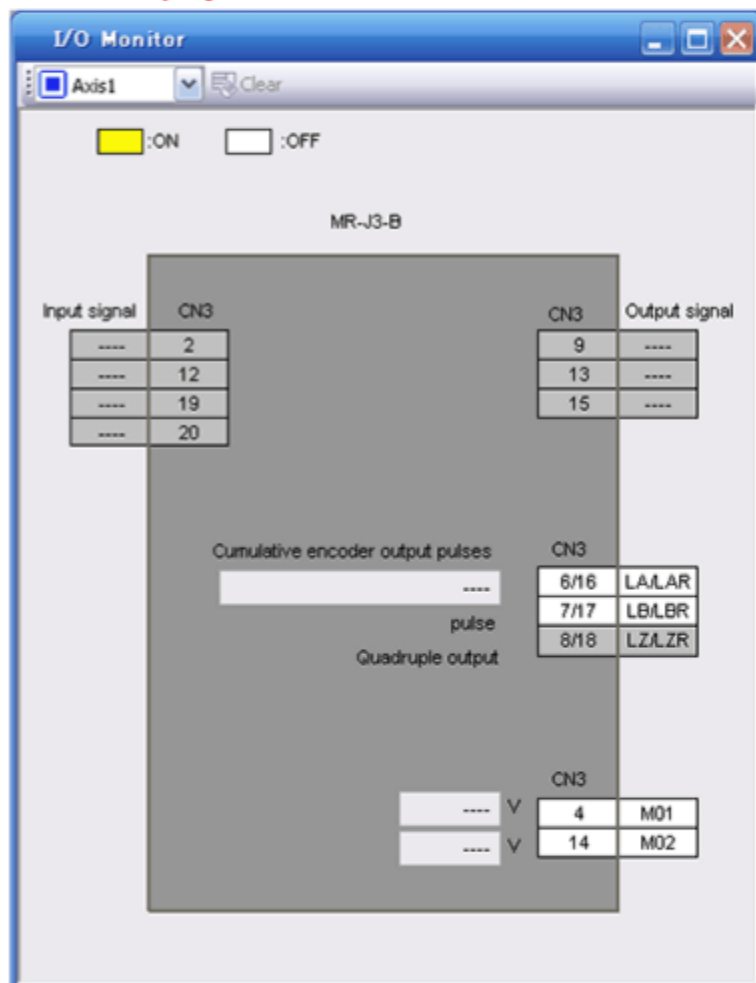 I/O Monitor
Axis1 Clear
:ON :OFF
MR-J3-B
Input signal CN3 CN3 Output signal
---- 2 9 ----
---- 12 13 ----
---- 19 15 ----
---- 20
Cumulative encoder output pulses CN3
---- 6/16 LA/LAR
pulse 7/17 LB/LBR
Quadruple output 8/18 LZ/LZR
CN3
---- V 4 M01
---- V 14 M02